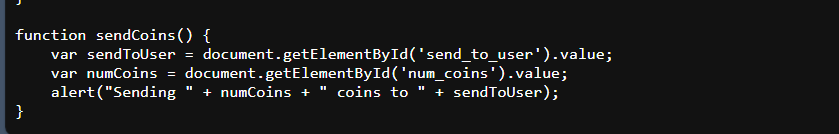 }
function sendCoins() {
    var sendToUser = document.getElementById('send_to_user').value;
    var numCoins = document.getElementById('num_coins').value;
    alert("Sending " + numCoins + " coins to " + sendToUser);
}